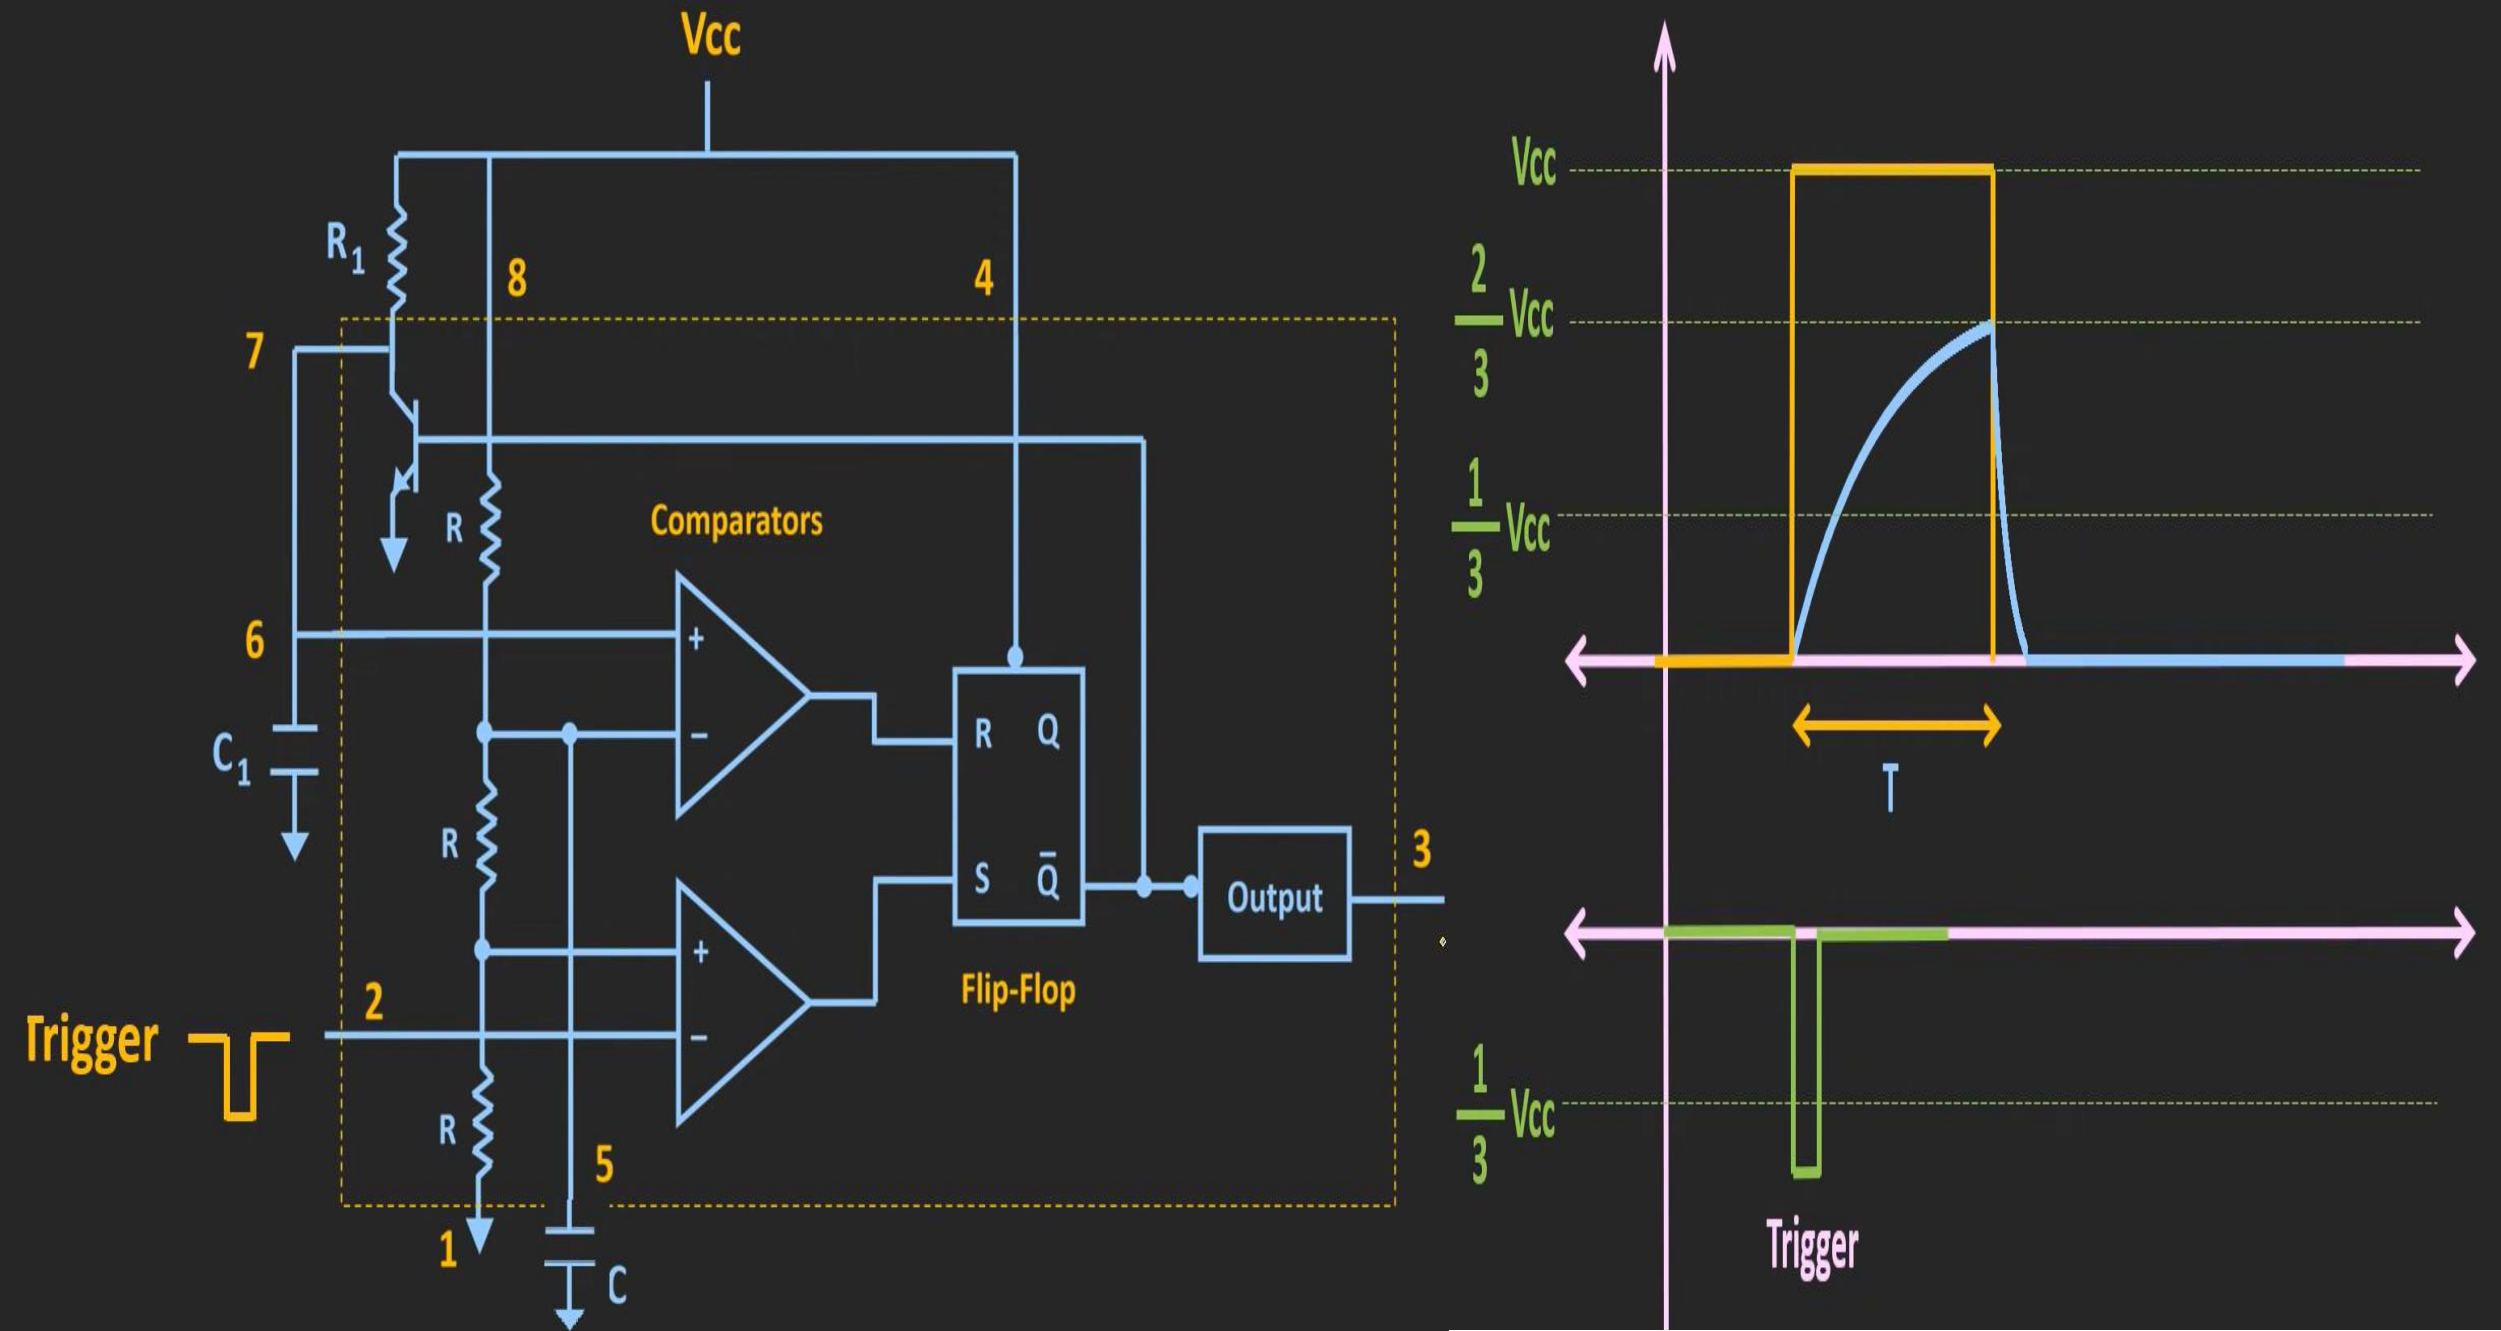 Vcc
R1
8
4
7
R
Comparators
6
+
−
C1
R
R Q
S Q̅
3
Output
+
2
Flip-Flop
Trigger
−
R
5
1
C
Vcc
2/3 Vcc
1/3 Vcc
T
1/3 Vcc
Trigger